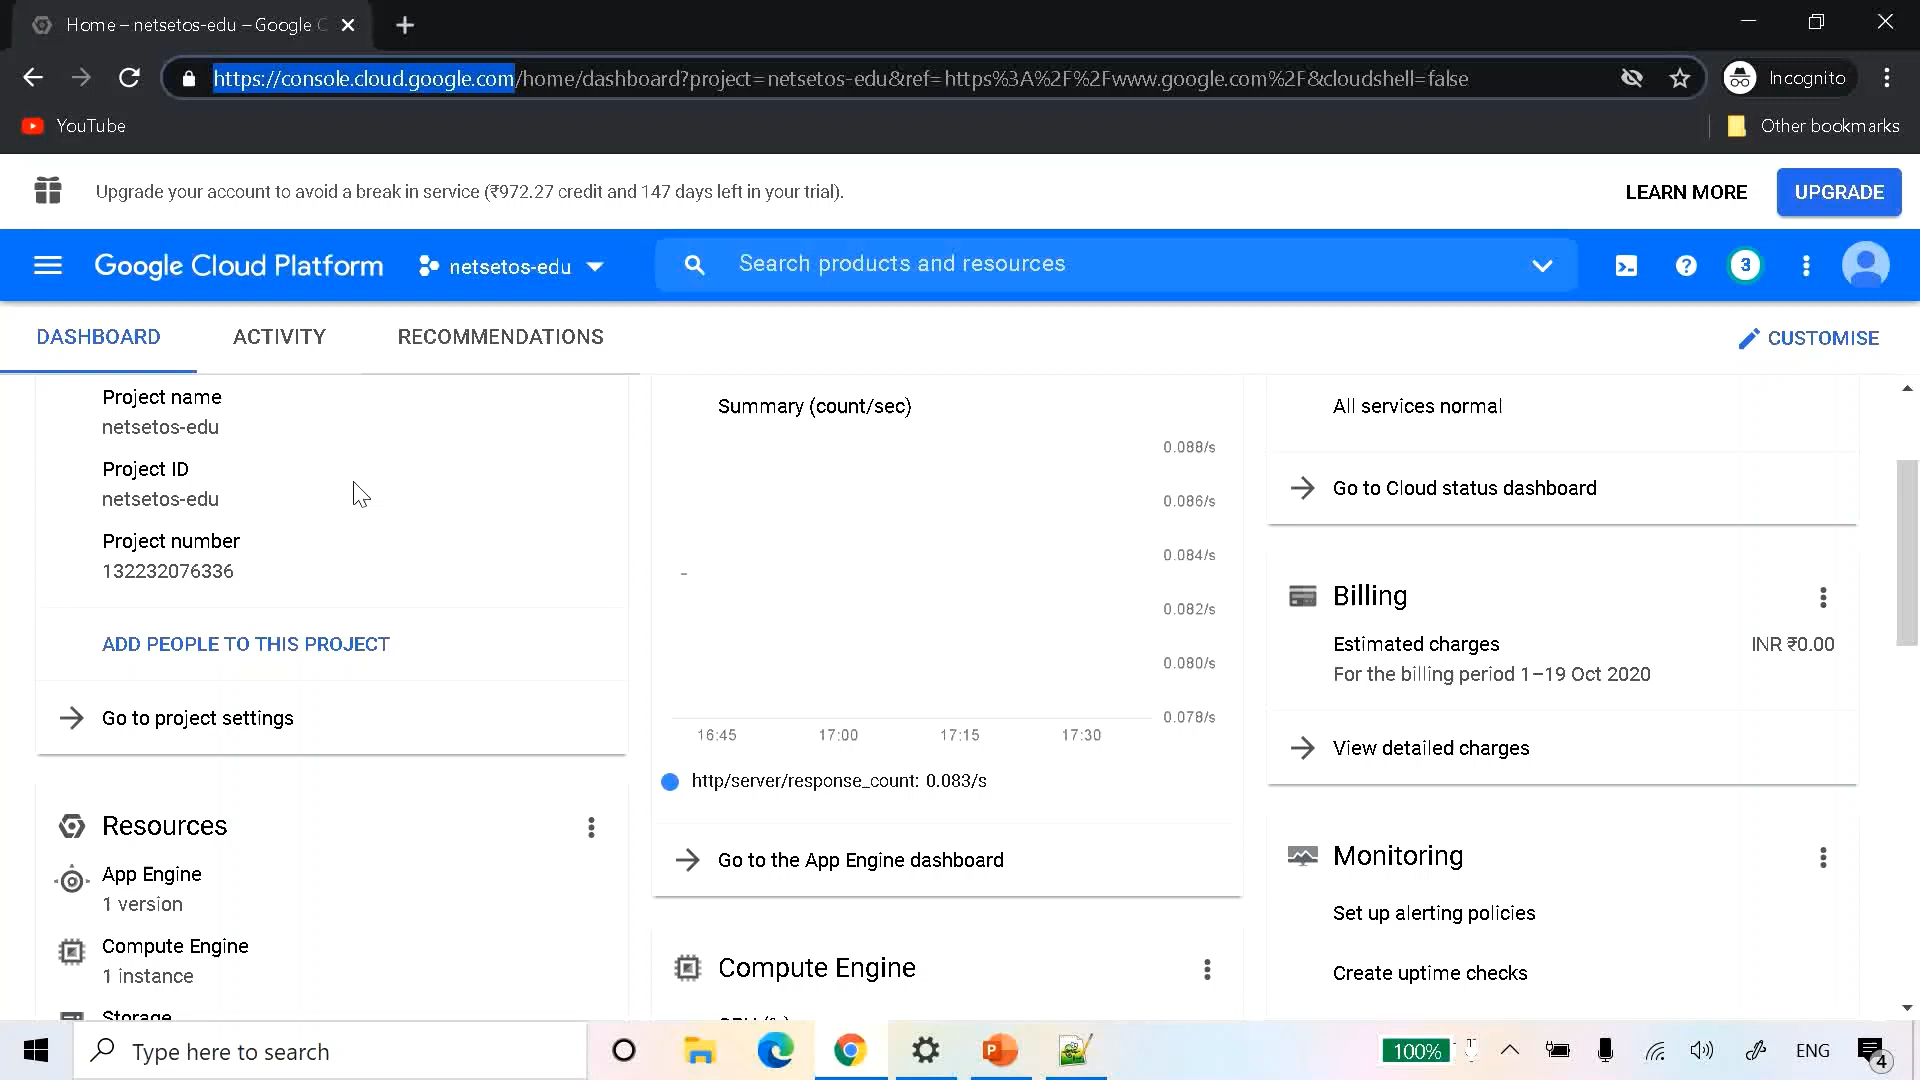 Home – netsetos-edu – Google C
https://console.cloud.google.com/home/dashboard?project=netsetos-edu&ref=https%3A%2F%2Fwww.google.com%2F&cloudshell=false
Incognito
YouTube
Other bookmarks
Upgrade your account to avoid a break in service (₹972.27 credit and 147 days left in your trial).
LEARN MORE
UPGRADE
Google Cloud Platform
netsetos-edu
Search products and resources
3
DASHBOARD
ACTIVITY
RECOMMENDATIONS
CUSTOMISE
Project name
netsetos-edu
Project ID
netsetos-edu
Project number
132232076336
ADD PEOPLE TO THIS PROJECT
Go to project settings
Resources
App Engine
1 version
Compute Engine
1 instance
Storage
Summary (count/sec)
0.088/s
0.086/s
0.084/s
0.082/s
0.080/s
0.078/s
16:45
17:00
17:15
17:30
http/server/response_count: 0.083/s
Go to the App Engine dashboard
Compute Engine
All services normal
Go to Cloud status dashboard
Billing
Estimated charges
INR ₹0.00
For the billing period 1–19 Oct 2020
View detailed charges
Monitoring
Set up alerting policies
Create uptime checks
Type here to search
100%
ENG
4